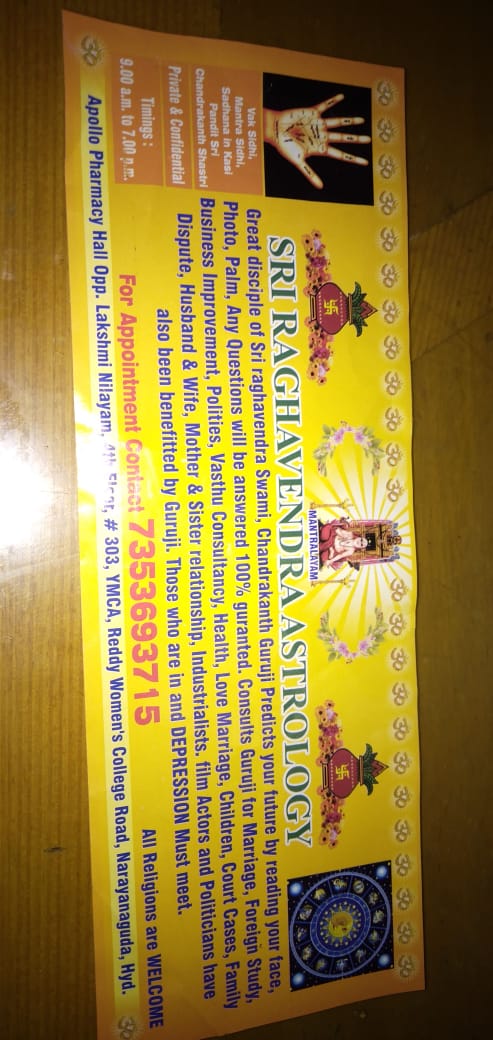 MANTRALAYAM
SRI RAGHAVENDRA ASTROLOGY
Vak Sidhi,
Mantra Sidhi,
Sadhana in Kasi
Pandit Sri
Chandrakanth Shastri
Private & Confidential
Timings :
9.00 a.m. to 7.00 p.m.
Great disciple of Sri raghavendra Swami, Chandrakanth Guruji Predicts your future by reading your face,
Photo, Palm, Any Questions will be answered 100% guranted. Consults Guruji for Marriage, Foreign Study,
Business Improvement, Polities, Vasthu Consultancy, Health, Love Marriage, Children, Court Cases, Family
Dispute, Husband & Wife, Mother & Sister relationship, Industrialists. film Actors and Politicians have
also been benefitted by Guruji. Those who are in and DEPRESSION Must meet.
For Appointment Contact 7353693715
All Religions are WELCOME
Apollo Pharmacy Hall Opp. Lakshmi Nilayam, 4th Floor, # 303, YMCA, Reddy Women's College Road, Narayanaguda, Hyd.